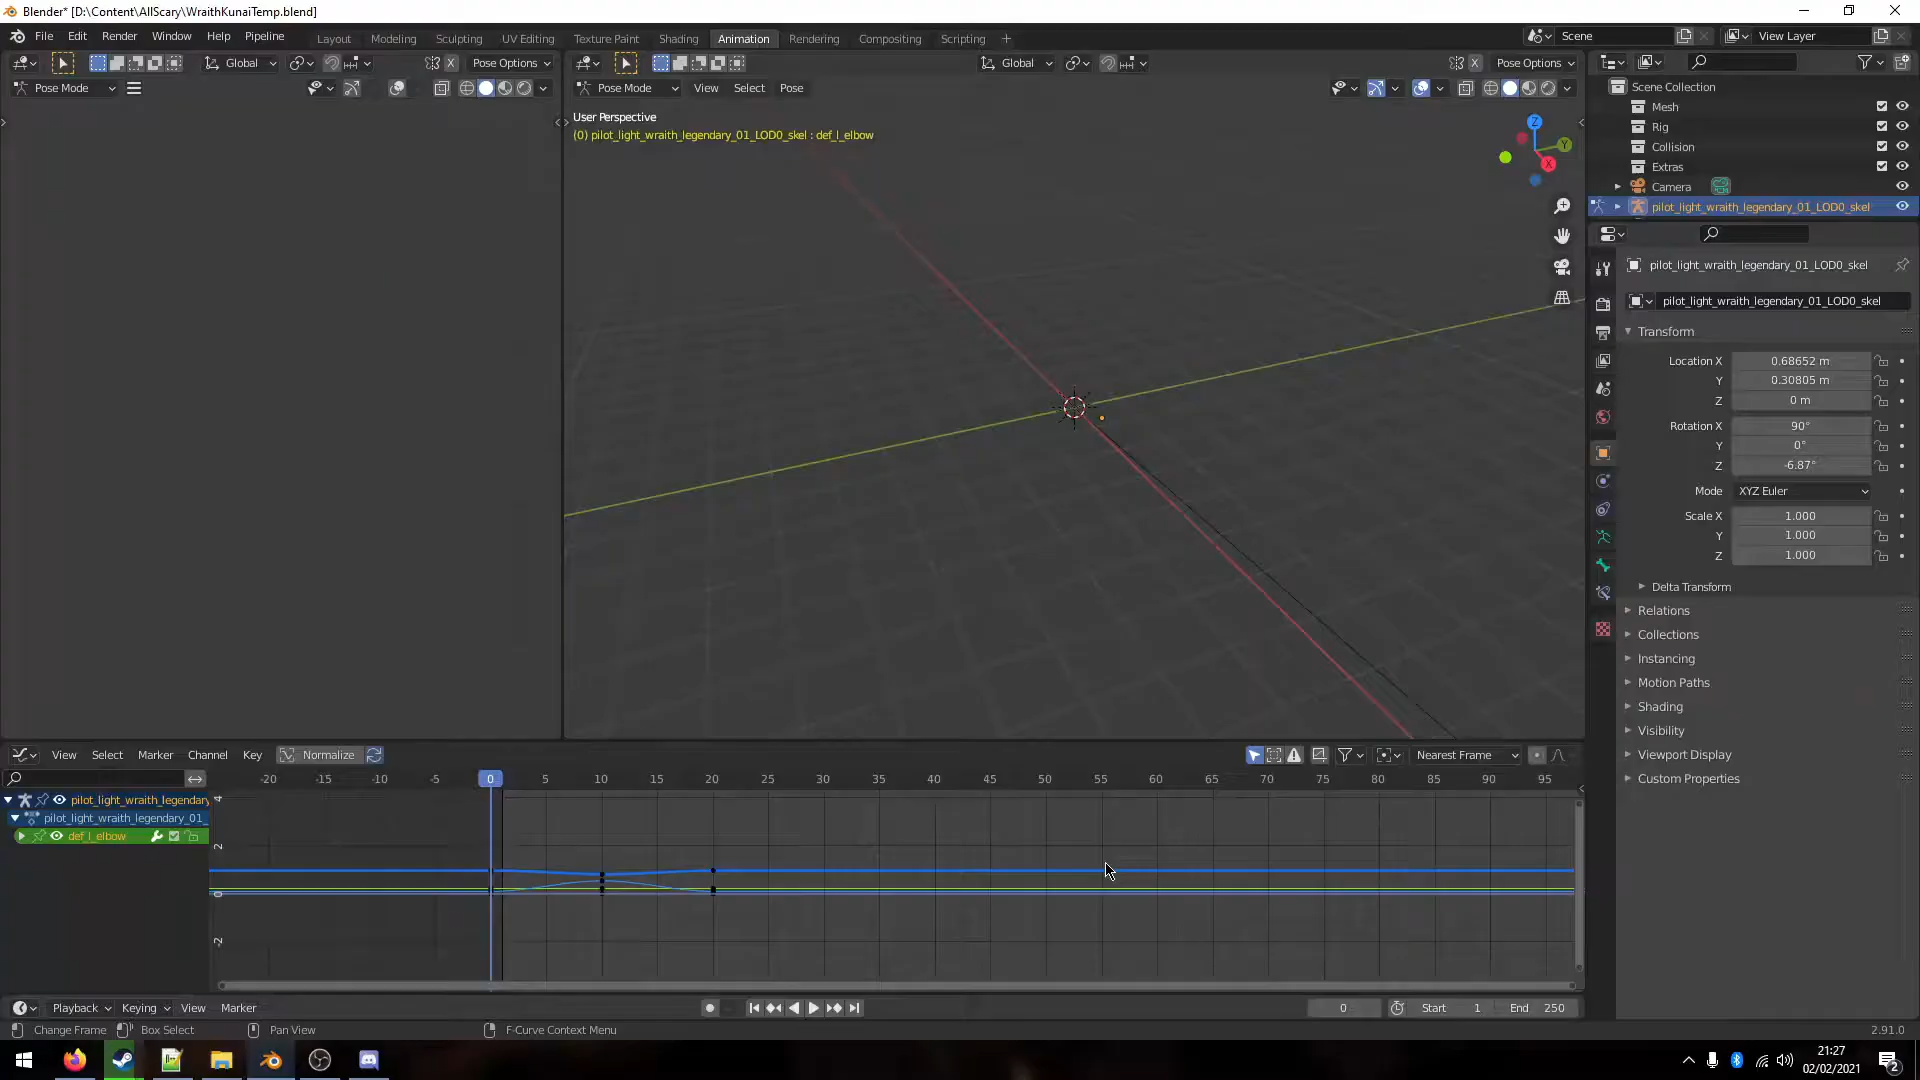 Blender* [D:\Content\AllScary\WraithKunaiTemp.blend]
File Edit Render Window Help Pipeline
Layout Modeling Sculpting UV Editing Texture Paint Shading Animation Rendering Compositing Scripting +
Scene
View Layer
Global
Pose Options
Global
Pose Options
Pose Mode
Pose Mode View Select Pose
User Perspective
(0) pilot_light_wraith_legendary_01_LOD0_skel : def_l_elbow
Z
Y
X
Scene Collection
Mesh
Rig
Collision
Extras
Camera
pilot_light_wraith_legendary_01_LOD0_skel
pilot_light_wraith_legendary_01_LOD0_skel
pilot_light_wraith_legendary_01_LOD0_skel
Transform
Location X 0.68652 m
Y 0.30805 m
Z 0 m
Rotation X 90°
Y 0°
Z -6.87°
Mode XYZ Euler
Scale X 1.000
Y 1.000
Z 1.000
Delta Transform
Relations
Collections
Instancing
Motion Paths
Shading
Visibility
Viewport Display
Custom Properties
View Select Marker Channel Key Normalize
Nearest Frame
-20 -15 -10 -5 0 5 10 15 20 25 30 35 40 45 50 55 60 65 70 75 80 85 90 95
pilot_light_wraith_legendary
pilot_light_wraith_legendary_01_
def_l_elbow
4
2
0
-2
Playback Keying View Marker
0
Start 1 End 250
Change Frame Box Select Pan View F-Curve Context Menu
2.91.0
21:27
02/02/2021
2